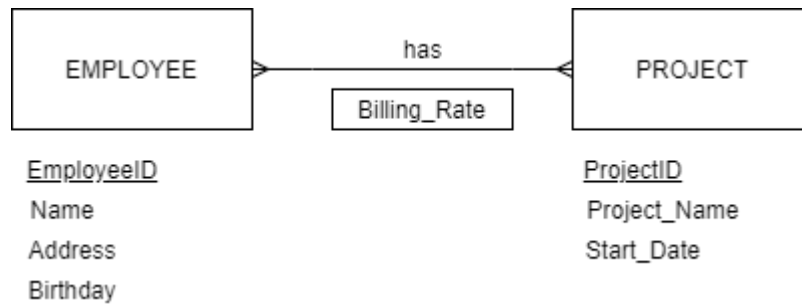 EMPLOYEE
has
PROJECT
Billing_Rate
EmployeeID
Name
Address
Birthday
ProjectID
Project_Name
Start_Date